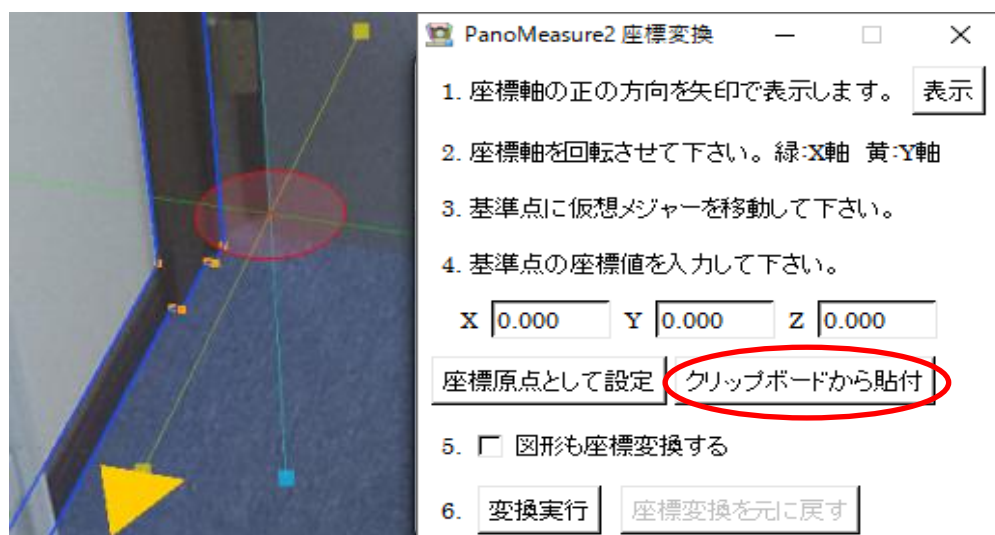 PanoMeasure2 座標変換
1. 座標軸の正の方向を矢印で表示します。 表示
2. 座標軸を回転させて下さい。緑:X軸 黄:Y軸
3. 基準点に仮想メジャーを移動して下さい。
4. 基準点の座標値を入力して下さい。
X 0.000 Y 0.000 Z 0.000
座標原点として設定 クリップボードから貼付
5. 図形も座標変換する
6. 変換実行 座標変換を元に戻す